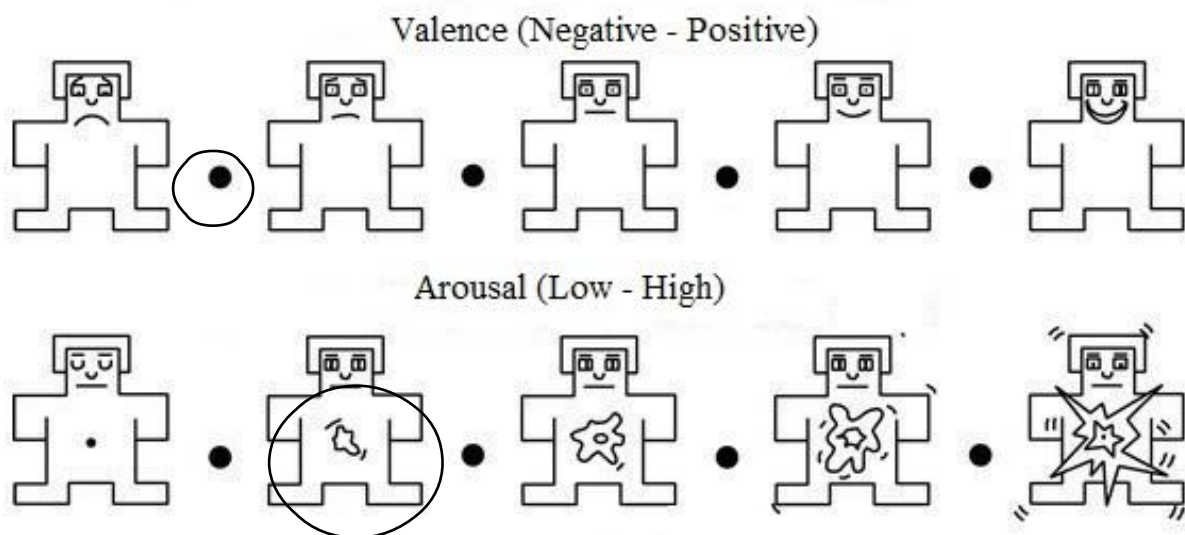 Valence (Negative - Positive)
Arousal (Low - High)